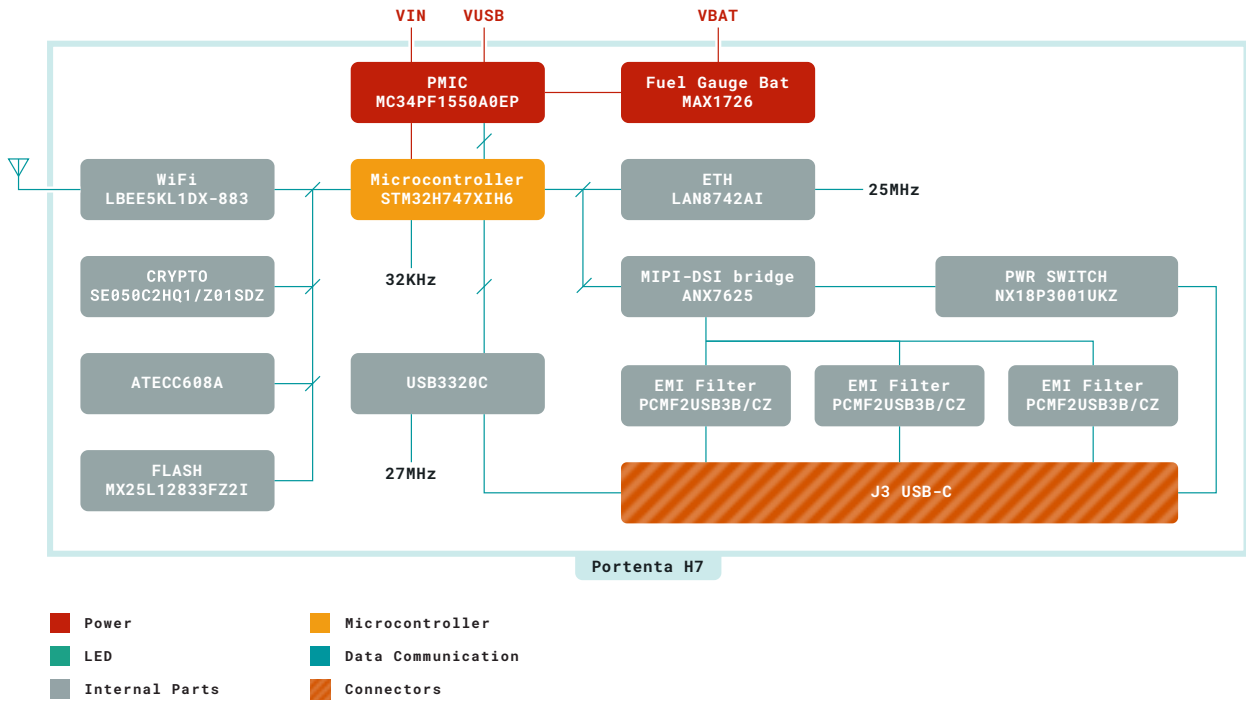 VIN
VUSB
VBAT
PMIC
MC34PF1550A0EP
Fuel Gauge Bat
MAX1726
WiFi
LBEE5KL1DX-883
Microcontroller
STM32H747XIH6
ETH
LAN8742AI
25MHz
CRYPTO
SE050C2HQ1/Z01SDZ
32KHz
MIPI-DSI bridge
ANX7625
PWR SWITCH
NX18P3001UKZ
ATECC608A
USB3320C
EMI Filter
PCMF2USB3B/CZ
EMI Filter
PCMF2USB3B/CZ
EMI Filter
PCMF2USB3B/CZ
FLASH
MX25L12833FZ2I
27MHz
J3 USB-C
Portenta H7
Power
Microcontroller
LED
Data Communication
Internal Parts
Connectors